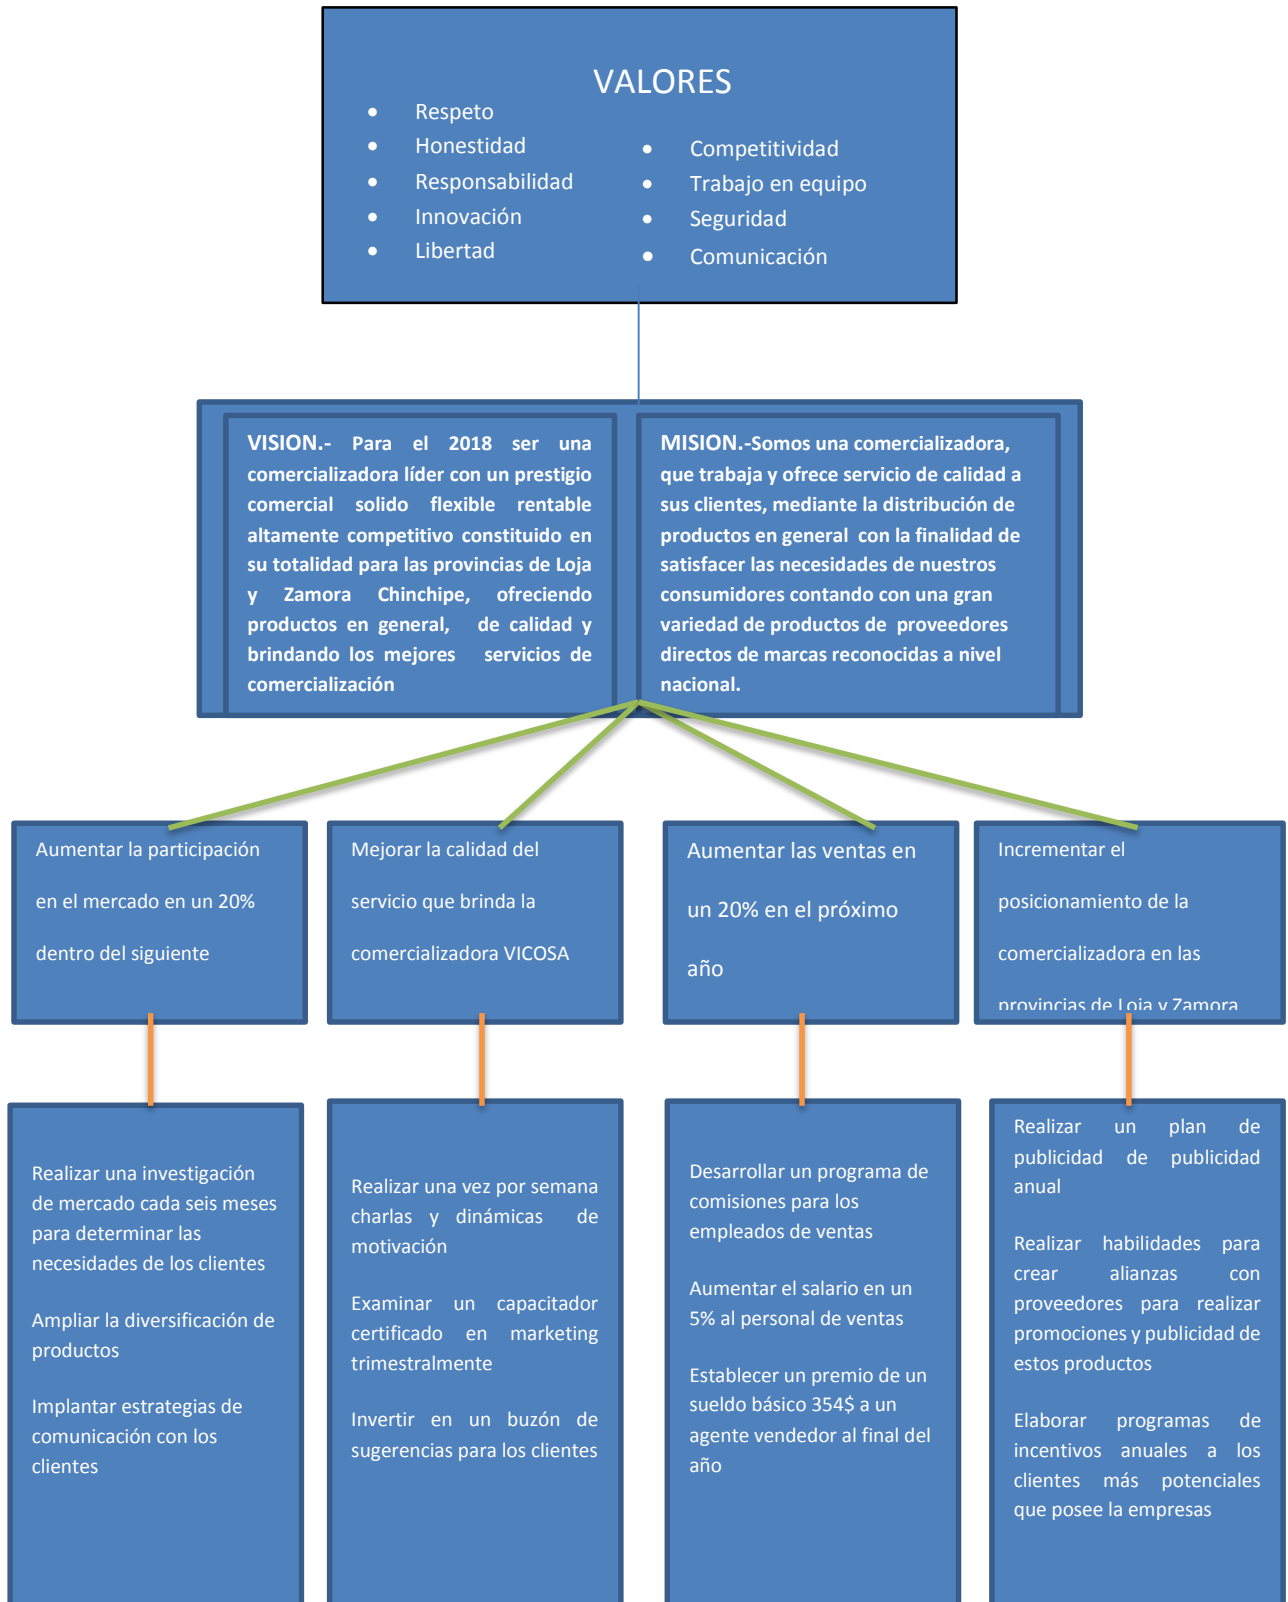 VALORES
Respeto
Honestidad
Responsabilidad
Innovación
Libertad
Competitividad
Trabajo en equipo
Seguridad
Comunicación
VISION.- Para el 2018 ser una
comercializadora líder con un prestigio
comercial solido flexible rentable
altamente competitivo constituido en
su totalidad para las provincias de Loja
y Zamora Chinchipe, ofreciendo
productos en general, de calidad y
brindando los mejores servicios de
comercialización
MISION.-Somos una comercializadora,
que trabaja y ofrece servicio de calidad a
sus clientes, mediante la distribución de
productos en general con la finalidad de
satisfacer las necesidades de nuestros
consumidores contando con una gran
variedad de productos de proveedores
directos de marcas reconocidas a nivel
nacional.
Aumentar la participación
en el mercado en un 20%
dentro del siguiente
Mejorar la calidad del
servicio que brinda la
comercializadora VICOSA
Aumentar las ventas en
un 20% en el próximo
año
Incrementar el
posicionamiento de la
comercializadora en las
provincias de Loja y Zamora
Realizar una investigación
de mercado cada seis meses
para determinar las
necesidades de los clientes
Ampliar la diversificación de
productos
Implantar estrategias de
comunicación con los
clientes
Realizar una vez por semana
charlas y dinámicas de
motivación
Examinar un capacitador
certificado en marketing
trimestralmente
Invertir en un buzón de
sugerencias para los clientes
Desarrollar un programa de
comisiones para los
empleados de ventas
Aumentar el salario en un
5% al personal de ventas
Establecer un premio de un
sueldo básico 354$ a un
agente vendedor al final del
año
Realizar un plan de
publicidad de publicidad
anual
Realizar habilidades para
crear alianzas con
proveedores para realizar
promociones y publicidad de
estos productos
Elaborar programas de
incentivos anuales a los
clientes más potenciales
que posee la empresas